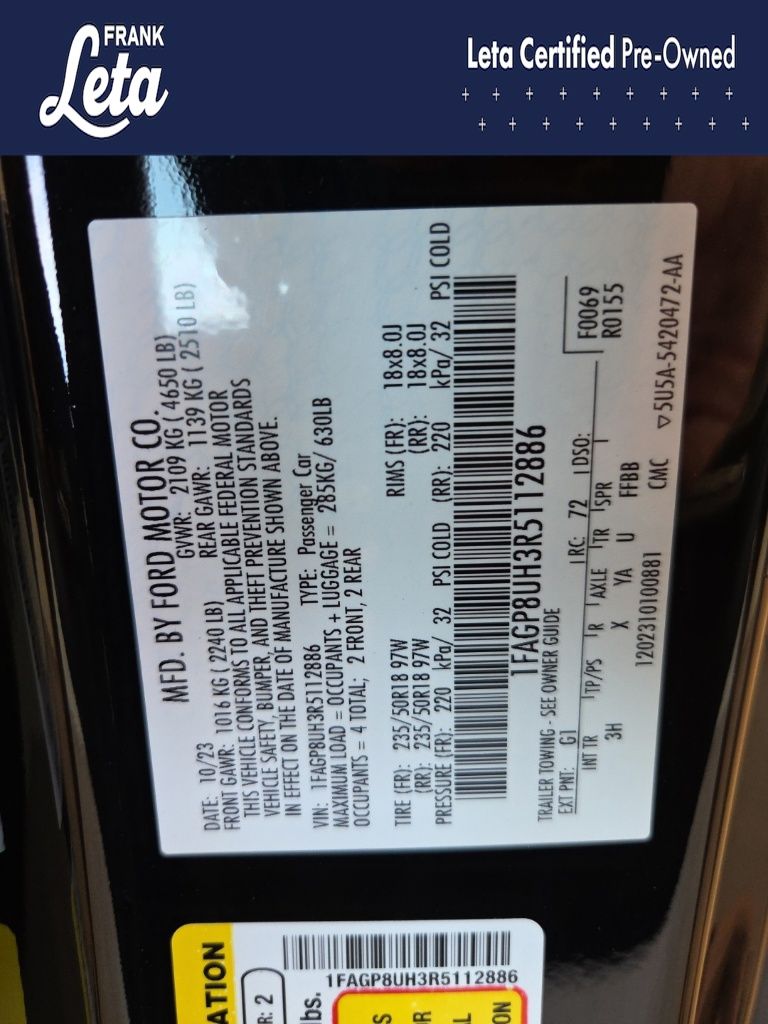 FRANK
Leta
Leta Certified Pre-Owned
MFD. BY FORD MOTOR CO.
DATE: 10/23 GVWR: 2109 KG ( 4650 LB)
FRONT GAWR: 1016 KG ( 2240 LB) REAR GAWR: 1139 KG ( 2510 LB)
THIS VEHICLE CONFORMS TO ALL APPLICABLE FEDERAL MOTOR
VEHICLE SAFETY, BUMPER, AND THEFT PREVENTION STANDARDS
IN EFFECT ON THE DATE OF MANUFACTURE SHOWN ABOVE.
VIN: 1FAGP8UH3R5112886 TYPE: Passenger Car
MAXIMUM LOAD = OCCUPANTS + LUGGAGE = 285KG/ 630LB
OCCUPANTS = 4 TOTAL; 2 FRONT, 2 REAR
TIRE (FR): 235/50R18 97W RIMS (FR): 18x8.0J
(RR): 235/50R18 97W (RR): 18x8.0J
PRESSURE (FR): 220 kPa/ 32 PSI COLD (RR): 220 kPa/ 32 PSI COLD
1FAGP8UH3R5112886
TRAILER TOWING - SEE OWNER GUIDE
EXT PNT: G1 RC: 72 DSO: F0069
R0155
INT TR TP/PS R AXLE TR SPR
3H X YA U FFBB
1202310100881 CMC ▽5U5A-5420472-AA
ATION
R: 2
1FAGP8UH3R5112886
lbs.
S
R
L
ON